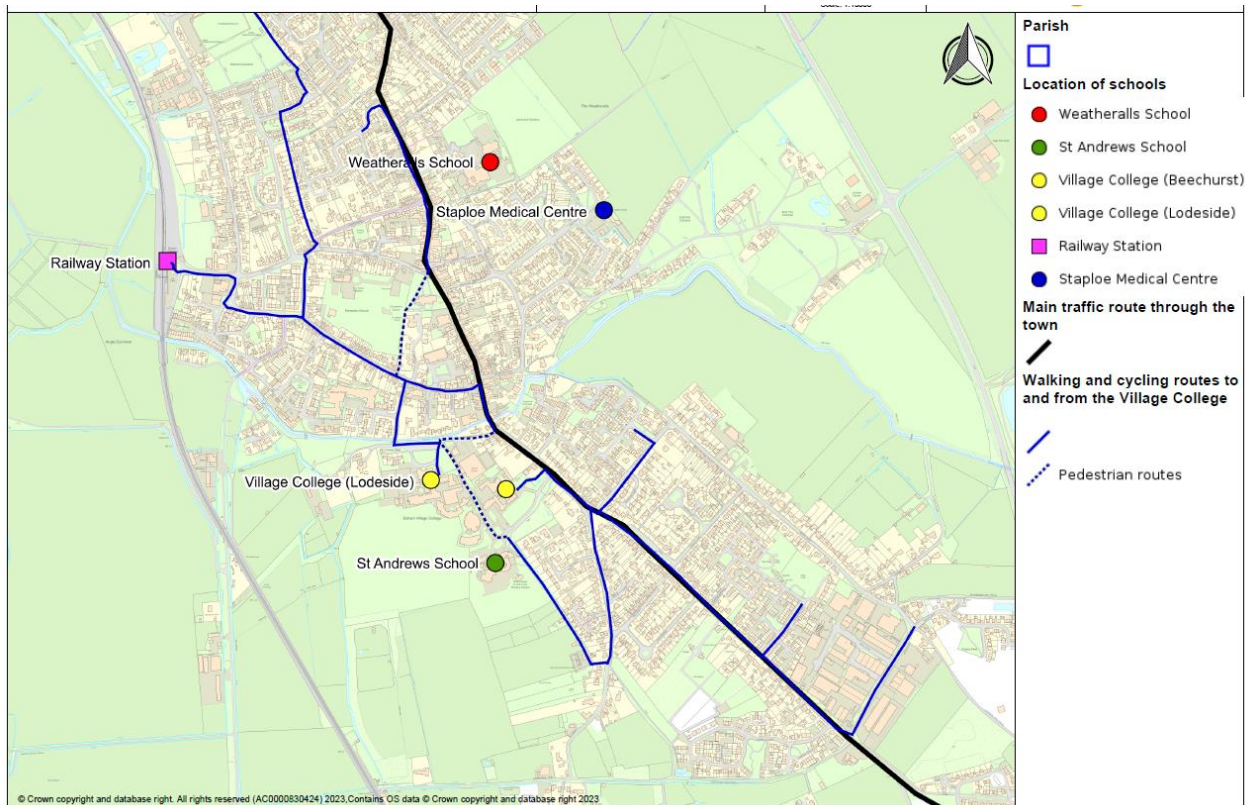 Parish
Location of schools
Weatheralls School
St Andrews School
Village College (Beechurst)
Village College (Lodeside)
Railway Station
Staploe Medical Centre
Main traffic route through the
town
Walking and cycling routes to
and from the Village College
Pedestrian routes
Weatheralls School
Staploe Medical Centre
Railway Station
Village College (Lodeside)
St Andrews School
© Crown copyright and database right. All rights reserved (AC0000830424) 2023,Contains OS data © Crown copyright and database right 2023